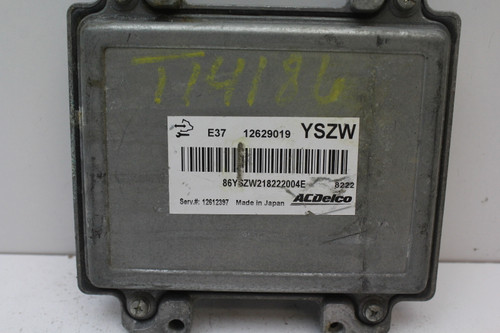 T14186
E37 12629019 YSZW
86YSZW218222004E 8222
Serv.#: 12612397 Made in Japan ACDelco